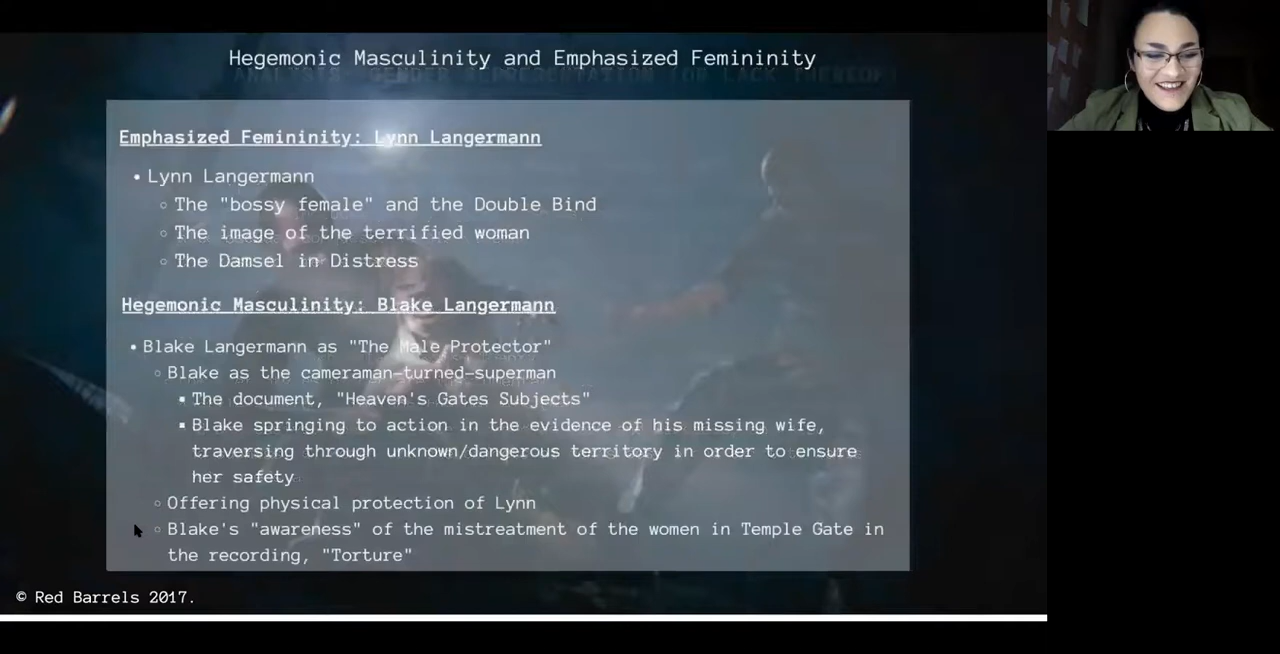 Hegemonic Masculinity and Emphasized Femininity
Emphasized Femininity: Lynn Langermann
• Lynn Langermann
○ The "bossy female" and the Double Bind
○ The image of the terrified woman
○ The Damsel in Distress
Hegemonic Masculinity: Blake Langermann
• Blake Langermann as "The Male Protector"
○ Blake as the cameraman-turned-superman
▪ The document, "Heaven's Gates Subjects"
▪ Blake springing to action in the evidence of his missing wife,
traversing through unknown/dangerous territory in order to ensure
her safety
○ Offering physical protection of Lynn
○ Blake's "awareness" of the mistreatment of the women in Temple Gate in
the recording, "Torture"
© Red Barrels 2017.